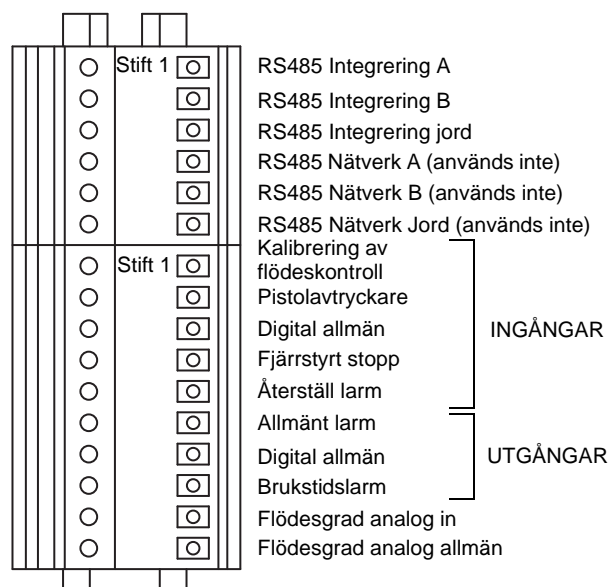 Stift 1 RS485 Integrering A
RS485 Integrering B
RS485 Integrering jord
RS485 Nätverk A (används inte)
RS485 Nätverk B (används inte)
RS485 Nätverk Jord (används inte)
Stift 1 Kalibrering av
flödeskontroll
Pistolavtryckare
Digital allmän
Fjärrstyrt stopp
Återställ larm
INGÅNGAR
Allmänt larm
Digital allmän
Brukstidslarm
UTGÅNGAR
Flödesgrad analog in
Flödesgrad analog allmän